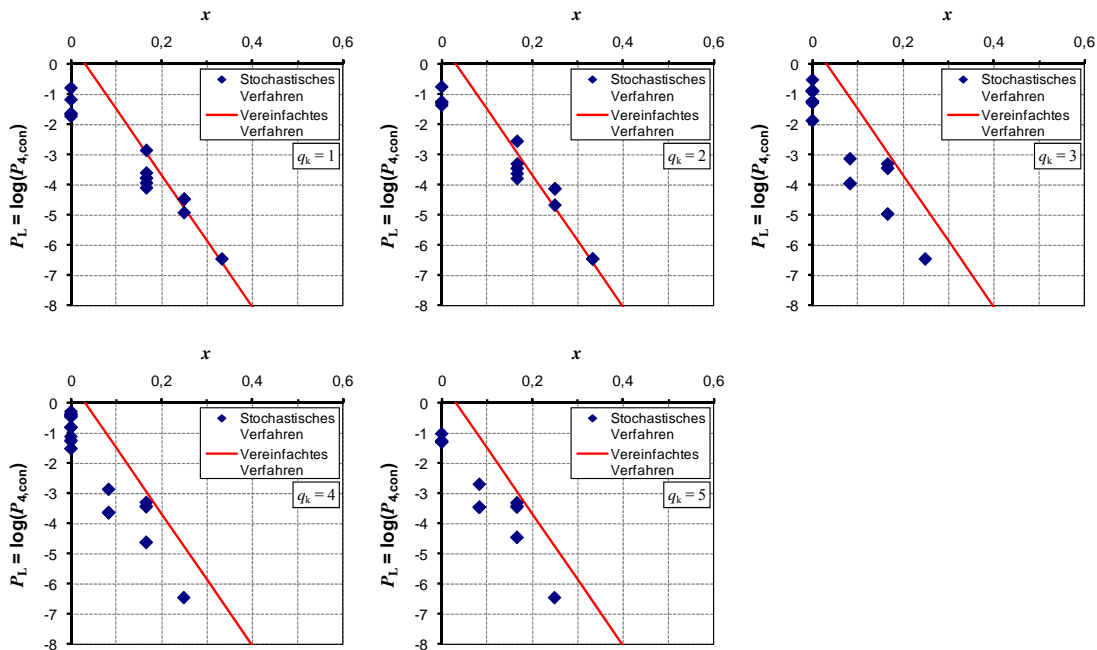 x
0 0,2 0,4 0,6
0
-1
-2
-3
-4
-5
-6
-7
-8
P_L = log(P_4,con)
Stochastisches
Verfahren
Vereinfachtes
Verfahren
q_k = 1
x
0 0,2 0,4 0,6
0
-1
-2
-3
-4
-5
-6
-7
-8
P_L = log(P_4,con)
Stochastisches
Verfahren
Vereinfachtes
Verfahren
q_k = 2
x
0 0,2 0,4 0,6
0
-1
-2
-3
-4
-5
-6
-7
-8
P_L = log(P_4,con)
Stochastisches
Verfahren
Vereinfachtes
Verfahren
q_k = 3
x
0 0,2 0,4 0,6
0
-1
-2
-3
-4
-5
-6
-7
-8
P_L = log(P_4,con)
Stochastisches
Verfahren
Vereinfachtes
Verfahren
q_k = 4
x
0 0,2 0,4 0,6
0
-1
-2
-3
-4
-5
-6
-7
-8
P_L = log(P_4,con)
Stochastisches
Verfahren
Vereinfachtes
Verfahren
q_k = 5